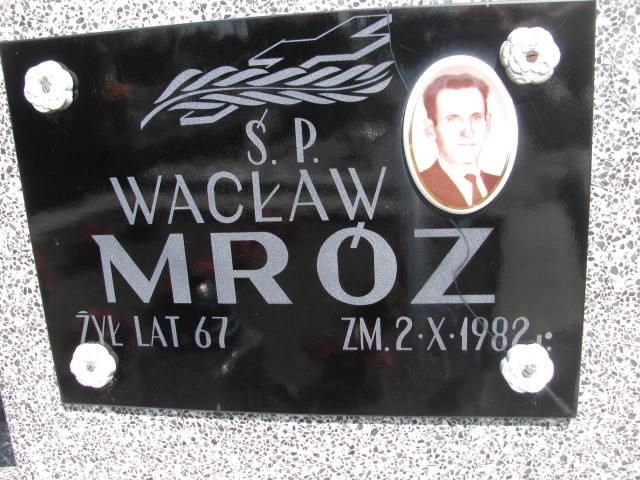 Ś. P.
WACŁAW
MRÓZ
ŻYŁ LAT 67 ZM. 2·X·1982 r: